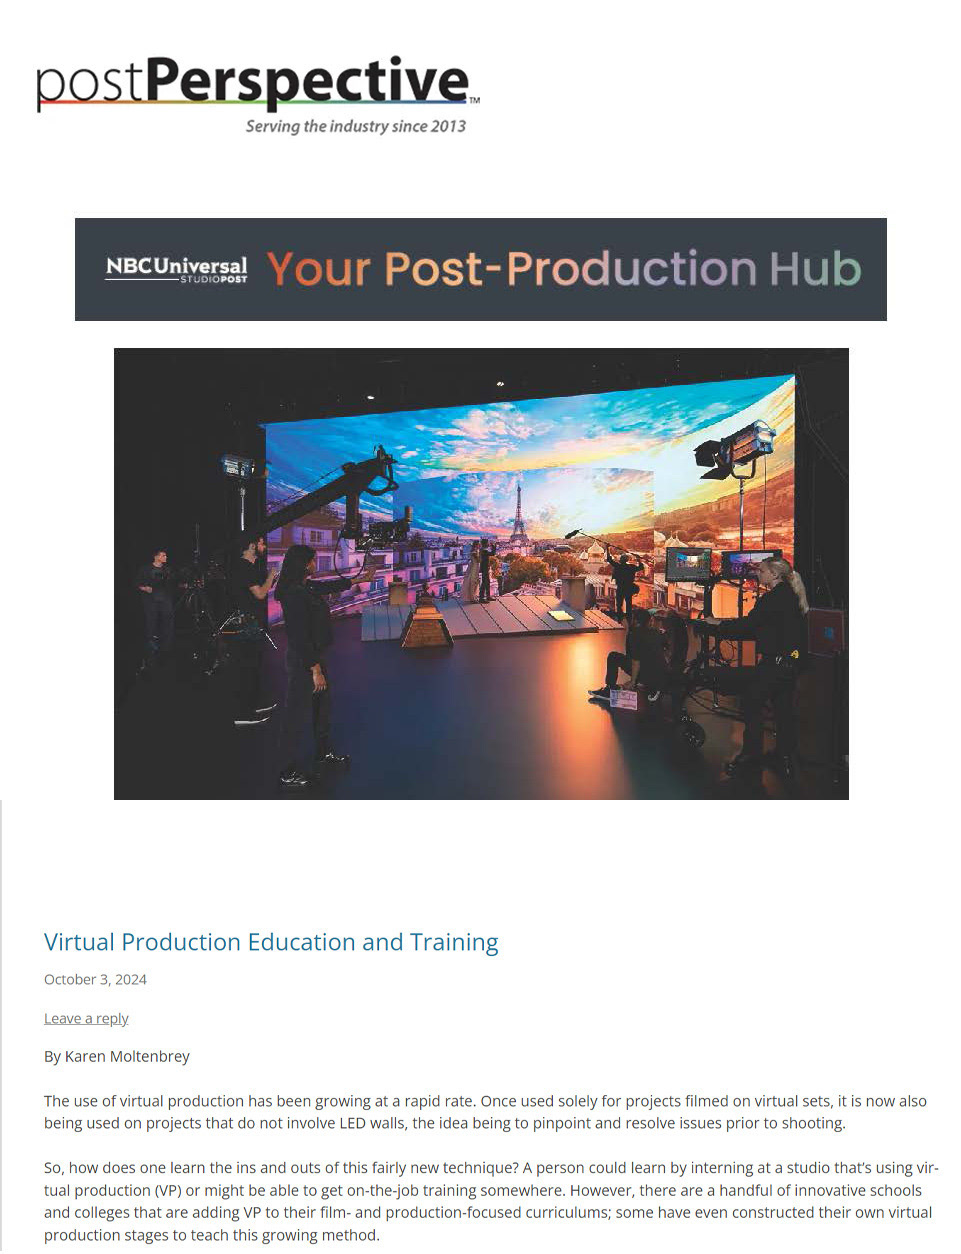 postPerspective™
Serving the industry since 2013
NBCUniversal
STUDIOPOST
Your Post-Production Hub
Virtual Production Education and Training
October 3, 2024
Leave a reply
By Karen Moltenbrey
The use of virtual production has been growing at a rapid rate. Once used solely for projects filmed on virtual sets, it is now also
being used on projects that do not involve LED walls, the idea being to pinpoint and resolve issues prior to shooting.
So, how does one learn the ins and outs of this fairly new technique? A person could learn by interning at a studio that’s using vir-
tual production (VP) or might be able to get on-the-job training somewhere. However, there are a handful of innovative schools
and colleges that are adding VP to their film- and production-focused curriculums; some have even constructed their own virtual
production stages to teach this growing method.